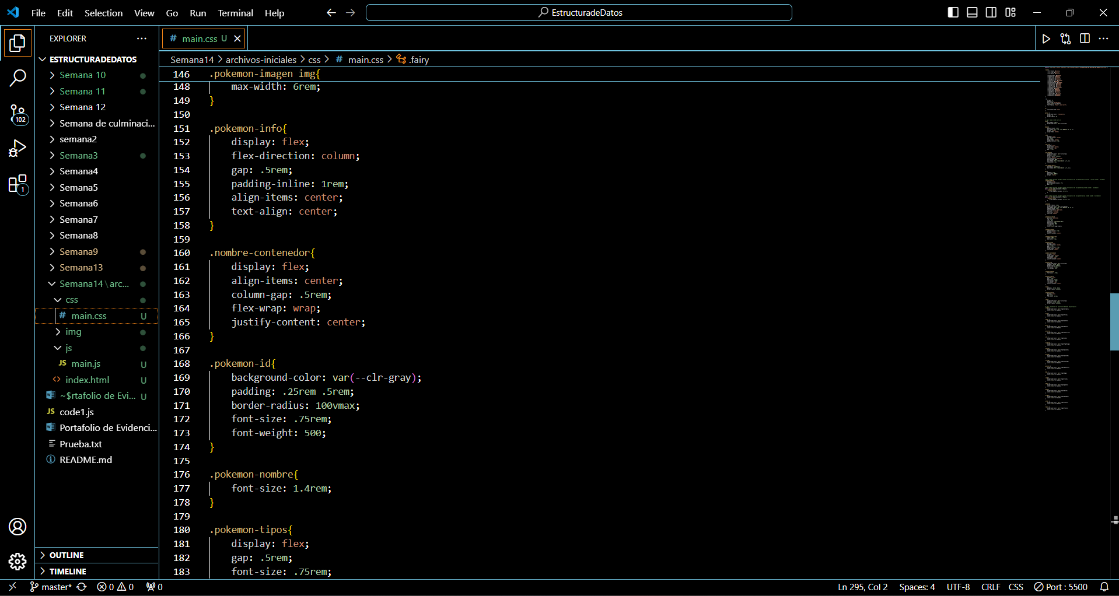 File Edit Selection View Go Run Terminal Help
EstructuradeDatos
EXPLORER
ESTRUCTURADEDATOS
Semana 10
Semana 11
Semana 12
Semana de culminaci...
semana2
Semana3
Semana4
Semana5
Semana6
Semana7
Semana8
Semana9
Semana13
Semana14 \ arc...
css
# main.css U
img
js
JS main.js U
<> index.html U
~$rtafolio de Evi... U
JS code1.js
Portafolio de Evidenci...
Prueba.txt
README.md
OUTLINE
TIMELINE
102
1
# main.css U
Semana14 > archivos-iniciales > css > # main.css > .fairy
146 .pokemon-imagen img{
148 max-width: 6rem;
149 }
150
151 .pokemon-info{
152 display: flex;
153 flex-direction: column;
154 gap: .5rem;
155 padding-inline: 1rem;
156 align-items: center;
157 text-align: center;
158 }
159
160 .nombre-contenedor{
161 display: flex;
162 align-items: center;
163 column-gap: .5rem;
164 flex-wrap: wrap;
165 justify-content: center;
166 }
167
168 .pokemon-id{
169 background-color: var(--clr-gray);
170 padding: .25rem .5rem;
171 border-radius: 100vmax;
172 font-size: .75rem;
173 font-weight: 500;
174 }
175
176 .pokemon-nombre{
177 font-size: 1.4rem;
178 }
179
180 .pokemon-tipos{
181 display: flex;
182 gap: .5rem;
183 font-size: .75rem;
master* 0 0 0
Ln 295, Col 2 Spaces: 4 UTF-8 CRLF CSS Port : 5500